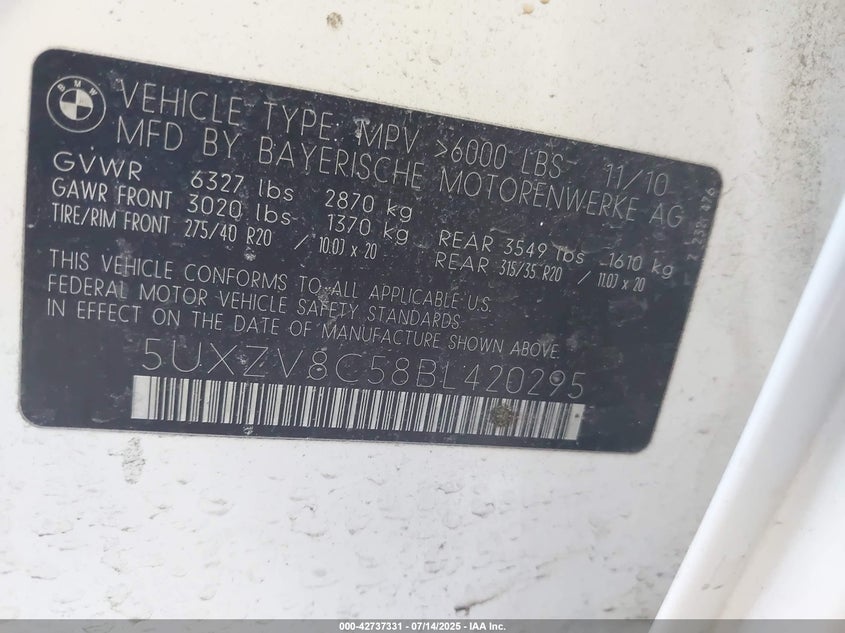 BMW
VEHICLE TYPE: MPV >6000 LBS 11/10
MFD BY BAYERISCHE MOTORENWERKE AG
GVWR 6327 lbs 2870 kg
GAWR FRONT 3020 lbs 1370 kg REAR 3549 lbs 1610 kg
TIRE/RIM FRONT 275/40 R20 / 10.0J x 20 REAR 315/35 R20 / 11.0J x 20
THIS VEHICLE CONFORMS TO ALL APPLICABLE U.S.
FEDERAL MOTOR VEHICLE SAFETY STANDARDS
IN EFFECT ON THE DATE OF MANUFACTURE SHOWN ABOVE.
5UXZV8C58BL420295
000-42737331 - 07/14/2025 - IAA Inc.